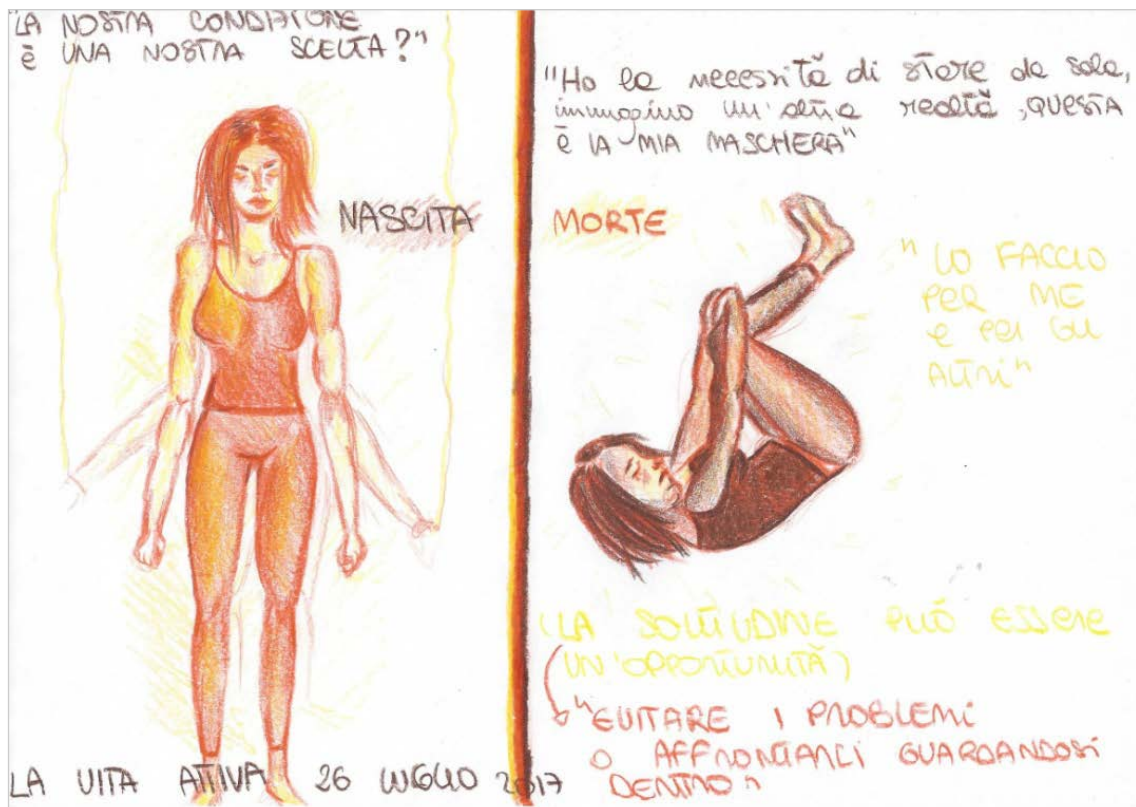 "LA NOSTRA CONDIZIONE
è UNA NOSTRA SCELTA?"
NASCITA
"Ho la necessità di stare da sola,
immagino un'altra realtà, QUESTA
è LA MIA MASCHERA"
MORTE
"LO FACCIO
PER ME
e PER GLI
ALTRI"
(LA SOLITUDINE PUÒ ESSERE
UN'OPPORTUNITÀ)
"EVITARE I PROBLEMI
O AFFRONTARLI GUARDANDOSI
DENTRO"
LA VITA ATTIVA 26 LUGLIO 2017